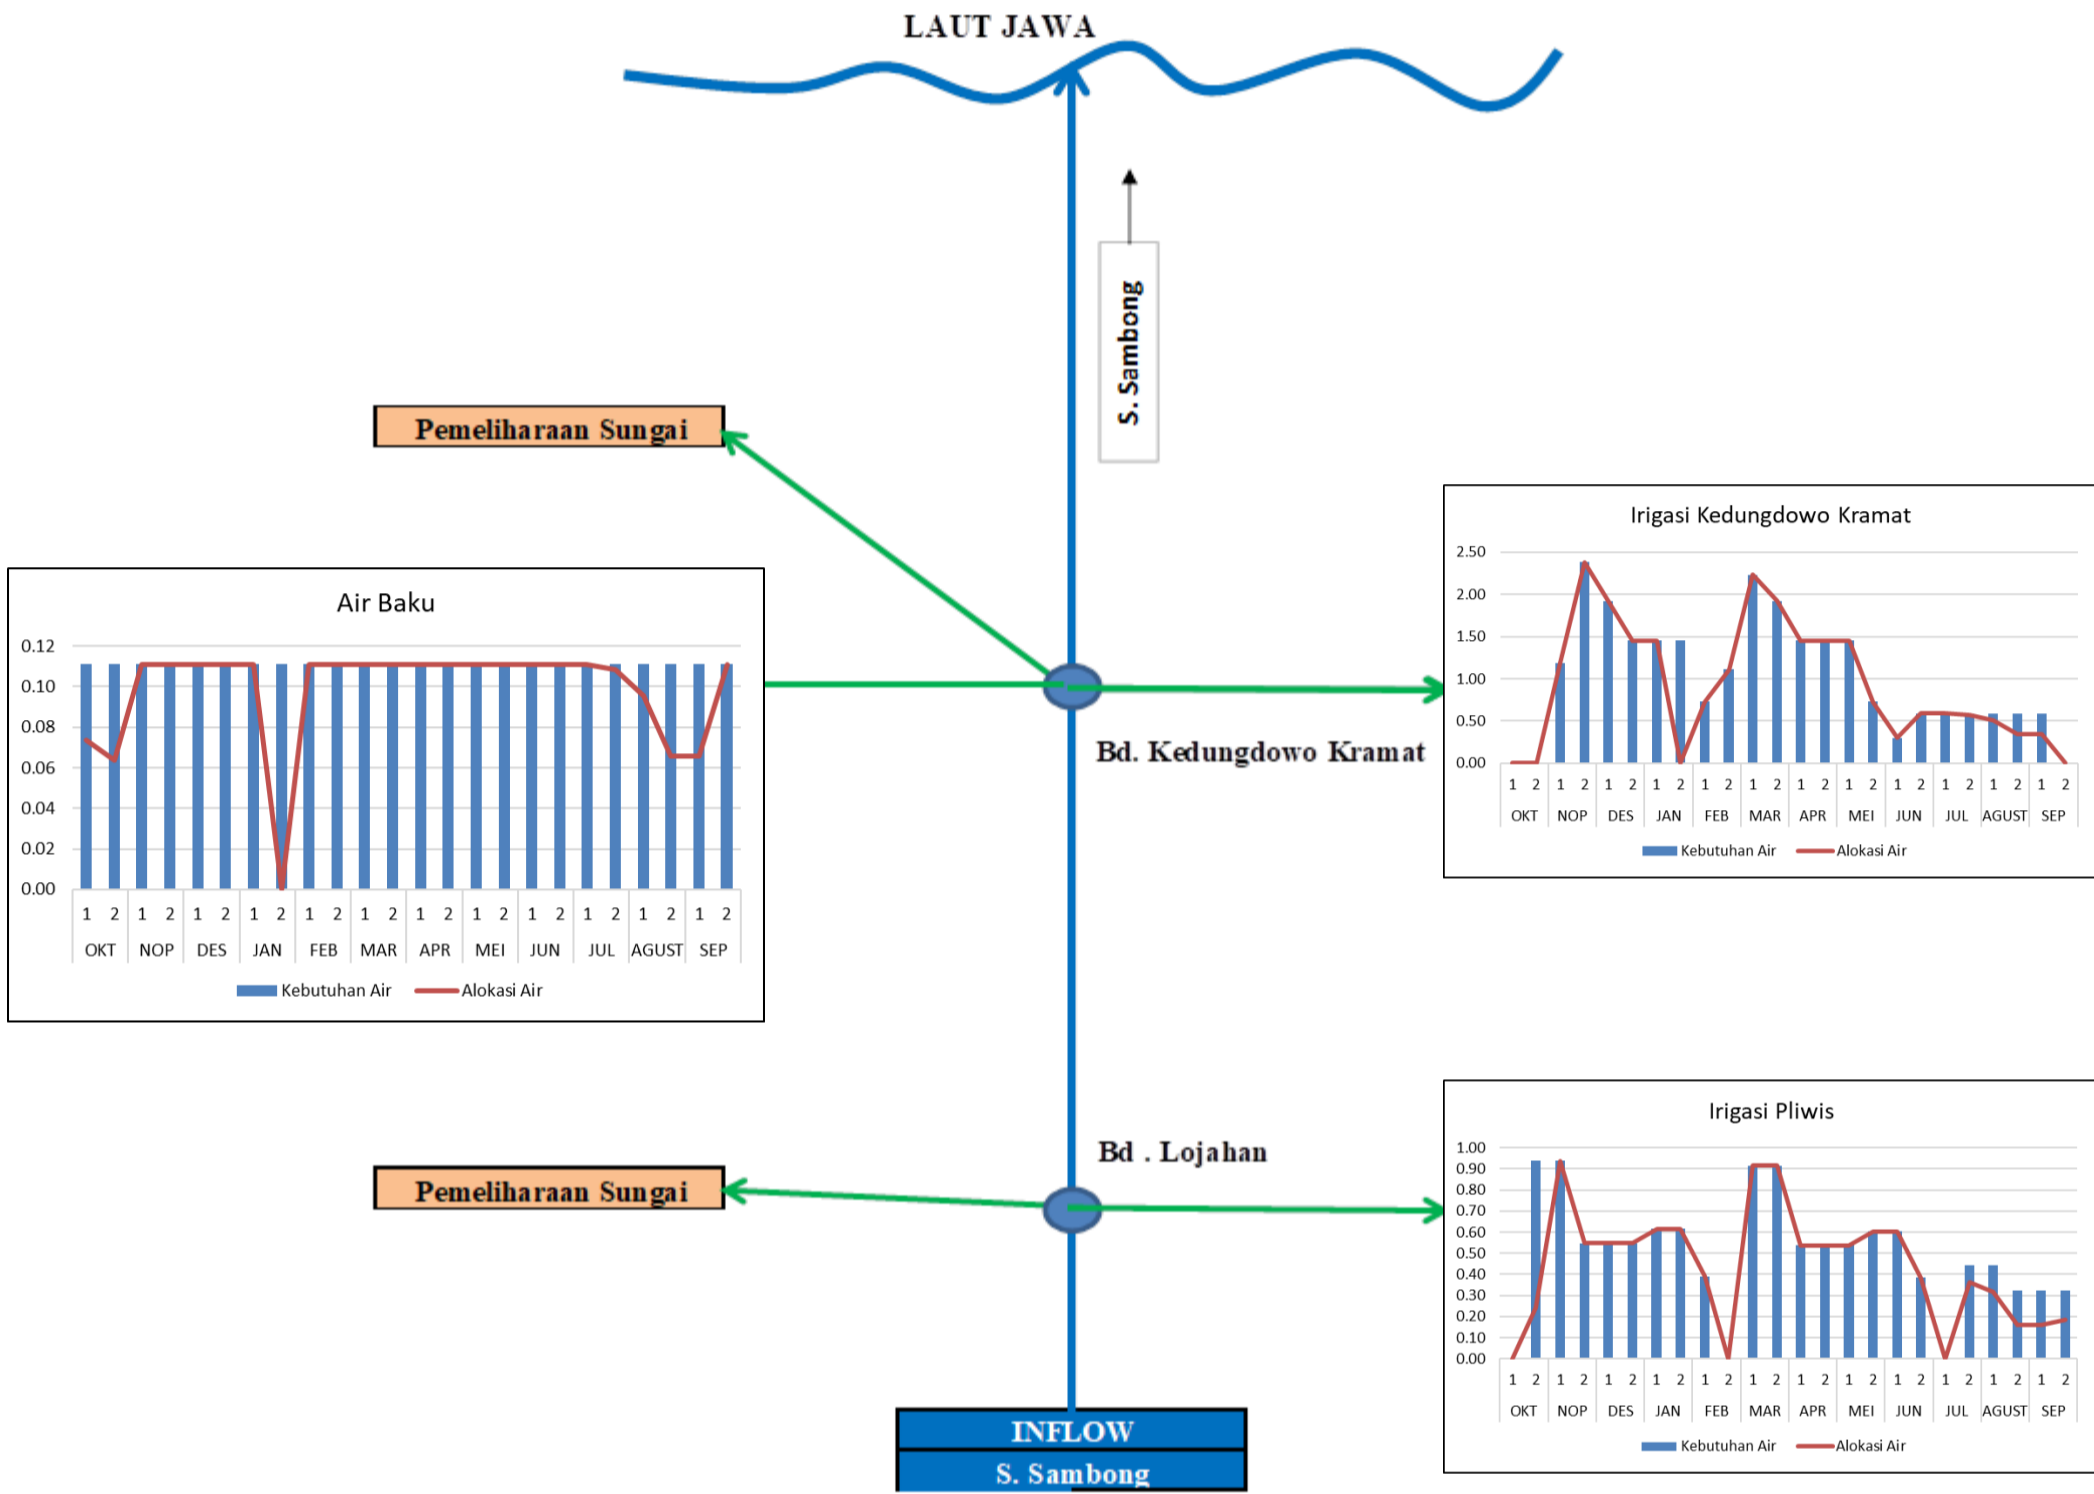 LAUT JAWA
S. Sambong
Pemeliharaan Sungai
Irigasi Kedungdowo Kramat
2.50
2.00
1.50
1.00
0.50
0.00
1 2 1 2 1 2 1 2 1 2 1 2 1 2 1 2 1 2 1 2 1 2 1 2
OKT NOP DES JAN FEB MAR APR MEI JUN JUL AGUST SEP
Kebutuhan Air Alokasi Air
Air Baku
0.12
0.10
0.08
0.06
0.04
0.02
0.00
1 2 1 2 1 2 1 2 1 2 1 2 1 2 1 2 1 2 1 2 1 2 1 2
OKT NOP DES JAN FEB MAR APR MEI JUN JUL AGUST SEP
Kebutuhan Air Alokasi Air
Bd. Kedungdowo Kramat
Bd . Lojahan
Pemeliharaan Sungai
Irigasi Pliwis
1.00
0.90
0.80
0.70
0.60
0.50
0.40
0.30
0.20
0.10
0.00
1 2 1 2 1 2 1 2 1 2 1 2 1 2 1 2 1 2 1 2 1 2 1 2
OKT NOP DES JAN FEB MAR APR MEI JUN JUL AGUST SEP
Kebutuhan Air Alokasi Air
INFLOW
S. Sambong